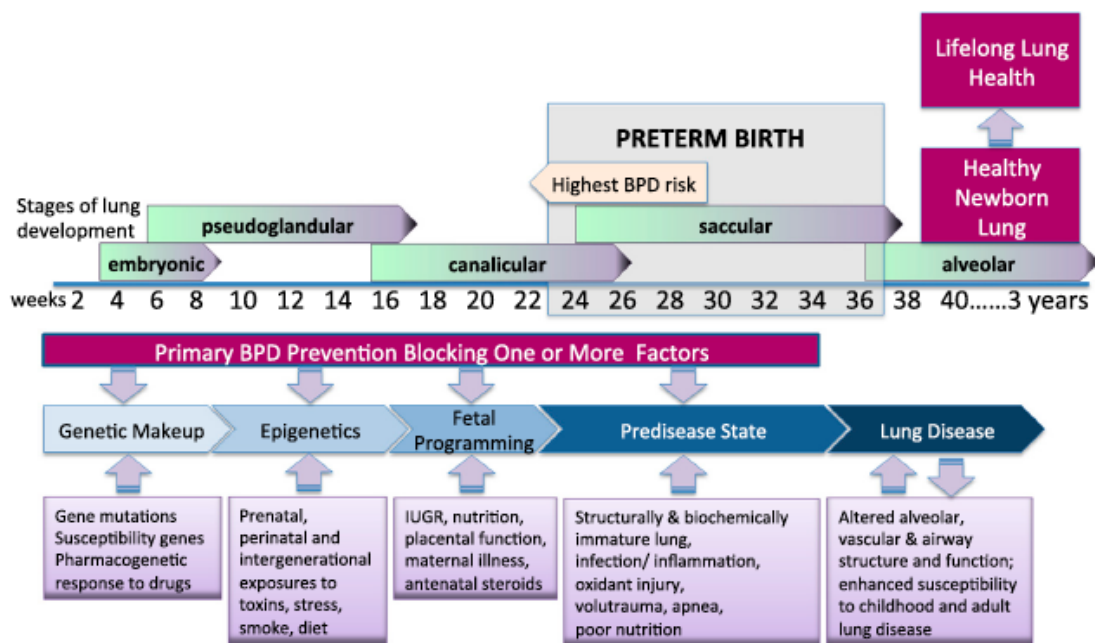 Lifelong Lung
Health
PRETERM BIRTH
Highest BPD risk
Healthy
Newborn
Lung
Stages of lung
development
pseudoglandular
saccular
embryonic
canalicular
alveolar
weeks 2 4 6 8 10 12 14 16 18 20 22 24 26 28 30 32 34 36 38 40......3 years
Primary BPD Prevention Blocking One or More Factors
Genetic Makeup
Epigenetics
Fetal
Programming
Predisease State
Lung Disease
Gene mutations
Susceptibility genes
Pharmacogenetic
response to drugs
Prenatal,
perinatal and
intergenerational
exposures to
toxins, stress,
smoke, diet
IUGR, nutrition,
placental function,
maternal illness,
antenatal steroids
Structurally & biochemically
immature lung,
infection/ inflammation,
oxidant injury,
volutrauma, apnea,
poor nutrition
Altered alveolar,
vascular & airway
structure and function;
enhanced susceptibility
to childhood and adult
lung disease